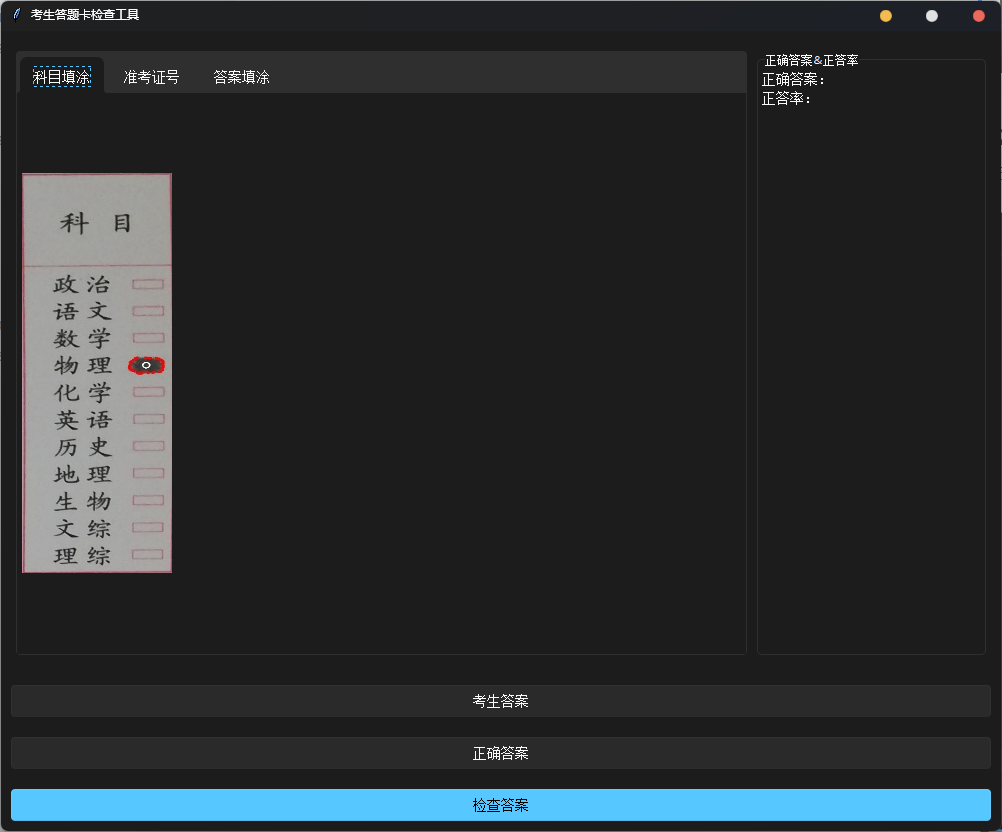 考生答题卡检查工具
科目填涂 准考证号 答案填涂
科 目
政 治
语 文
数 学
物 理
化 学
英 语
历 史
地 理
生 物
文 综
理 综
正确答案&正答率
正确答案：
正答率：
考生答案
正确答案
检查答案